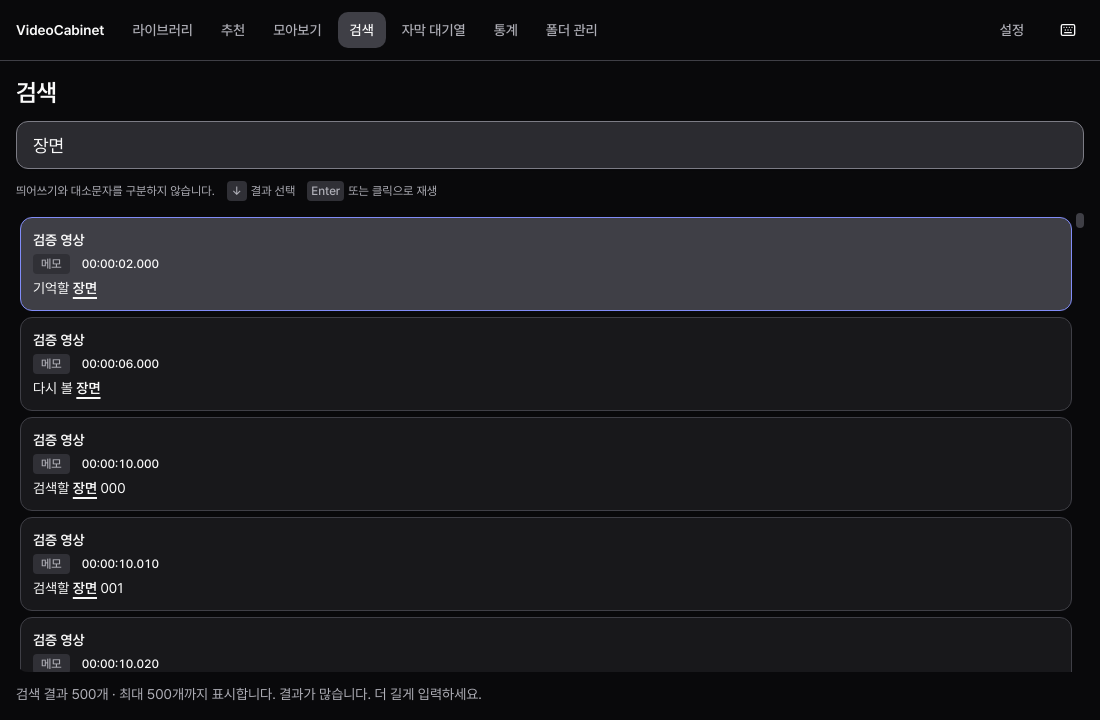 VideoCabinet 라이브러리 추천 모아보기 검색 자막 대기열 통계 폴더 관리 설정
검색
장면
띄어쓰기와 대소문자를 구분하지 않습니다. ↓ 결과 선택 Enter 또는 클릭으로 재생
검증 영상
메모 00:00:02.000
기억할 장면
검증 영상
메모 00:00:06.000
다시 볼 장면
검증 영상
메모 00:00:10.000
검색할 장면 000
검증 영상
메모 00:00:10.010
검색할 장면 001
검증 영상
메모 00:00:10.020
검색 결과 500개 · 최대 500개까지 표시합니다. 결과가 많습니다. 더 길게 입력하세요.